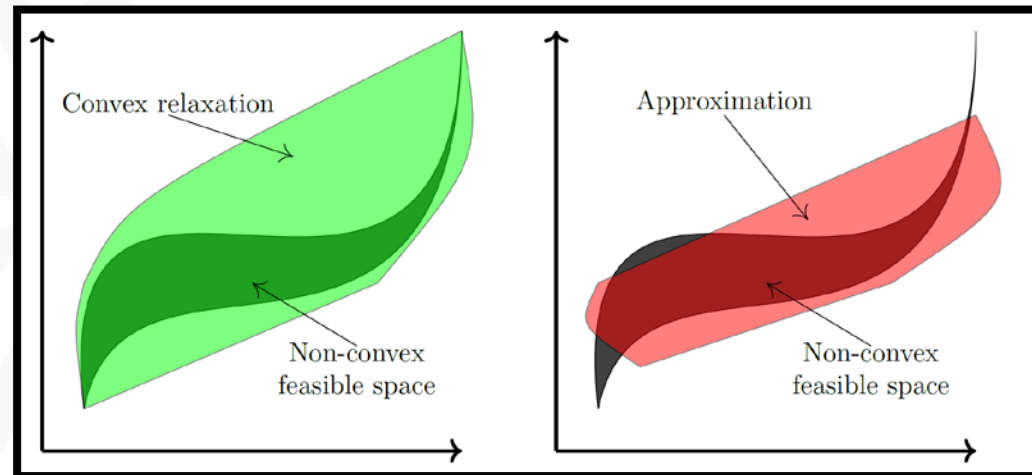 Convex relaxation
Non-convex
feasible space
Approximation
Non-convex
feasible space